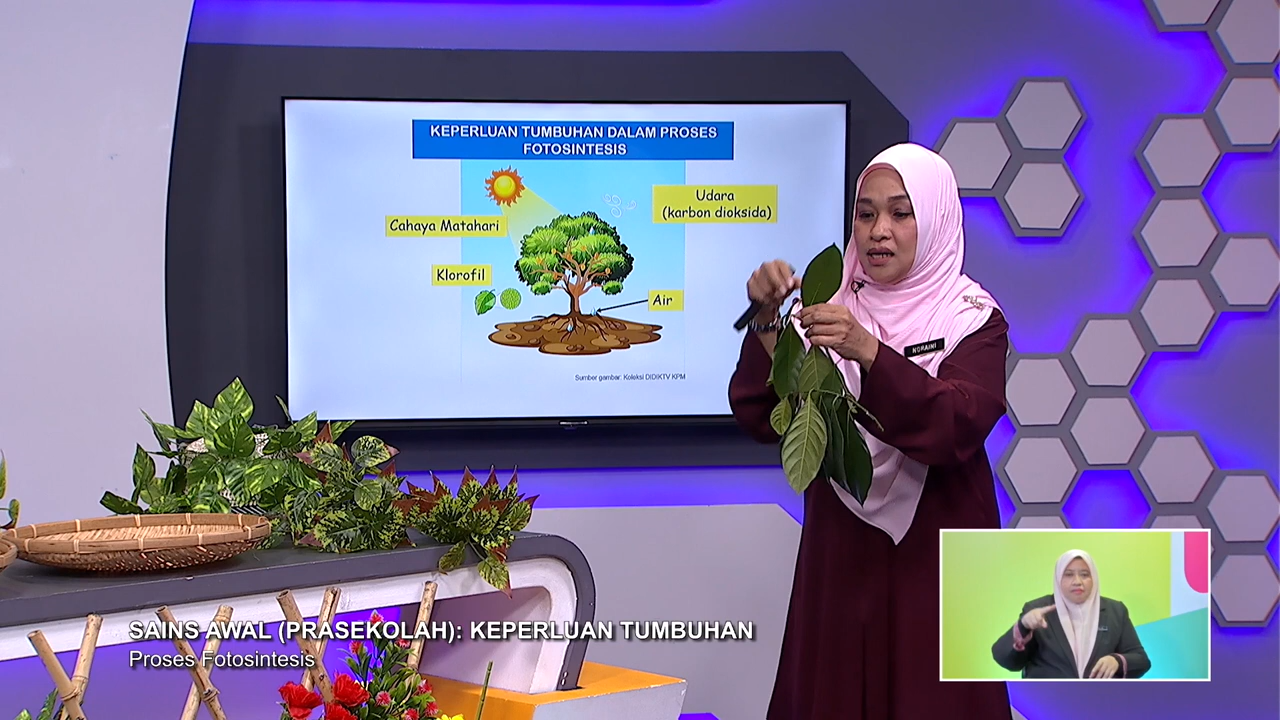 KEPERLUAN TUMBUHAN DALAM PROSES
FOTOSINTESIS
Udara
(karbon dioksida)
Cahaya Matahari
Klorofil
Air
Sumber gambar: Koleksi DIDIKTV KPM
NORAINI
SAINS AWAL (PRASEKOLAH): KEPERLUAN TUMBUHAN
Proses Fotosintesis